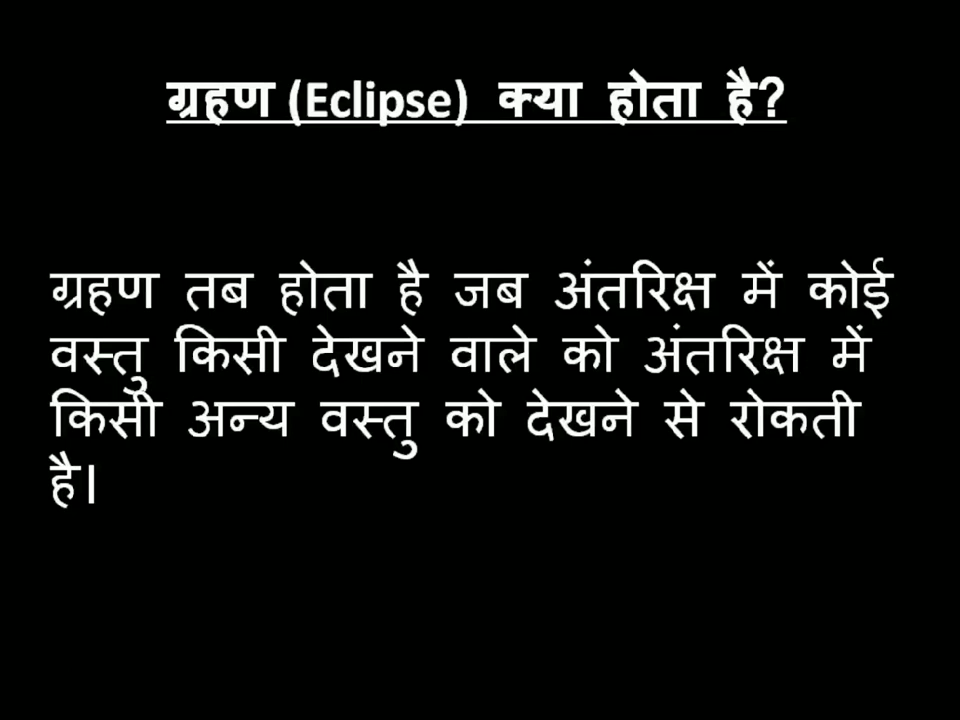 ग्रहण (Eclipse) क्या होता है?
ग्रहण तब होता है जब अंतरिक्ष में कोई
वस्तु किसी देखने वाले को अंतरिक्ष में
किसी अन्य वस्तु को देखने से रोकती
है।